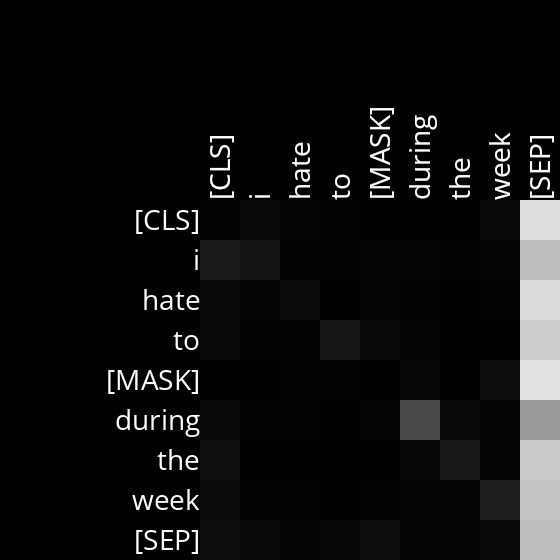 [CLS] i hate to [MASK] during the week [SEP]
[CLS]
i
hate
to
[MASK]
during
the
week
[SEP]